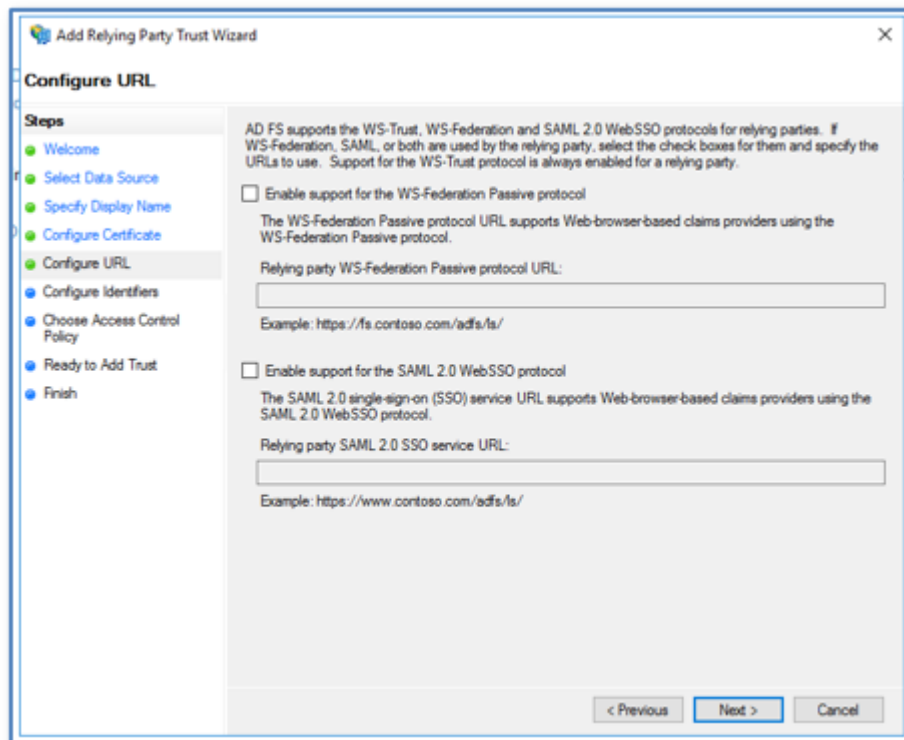 Add Relying Party Trust Wizard
Configure URL
Steps
Welcome
Select Data Source
Specify Display Name
Configure Certificate
Configure URL
Configure Identifiers
Choose Access Control
Policy
Ready to Add Trust
Finish
AD FS supports the WS-Trust, WS-Federation and SAML 2.0 WebSSO protocols for relying parties. If
WS-Federation, SAML, or both are used by the relying party, select the check boxes for them and specify the
URLs to use. Support for the WS-Trust protocol is always enabled for a relying party.
Enable support for the WS-Federation Passive protocol
The WS-Federation Passive protocol URL supports Web-browser-based claims providers using the
WS-Federation Passive protocol.
Relying party WS-Federation Passive protocol URL:
Example: https://fs.contoso.com/adfs/ls/
Enable support for the SAML 2.0 WebSSO protocol
The SAML 2.0 single-sign-on (SSO) service URL supports Web-browser-based claims providers using the
SAML 2.0 WebSSO protocol.
Relying party SAML 2.0 SSO service URL:
Example: https://www.contoso.com/adfs/ls/
< Previous
Next >
Cancel